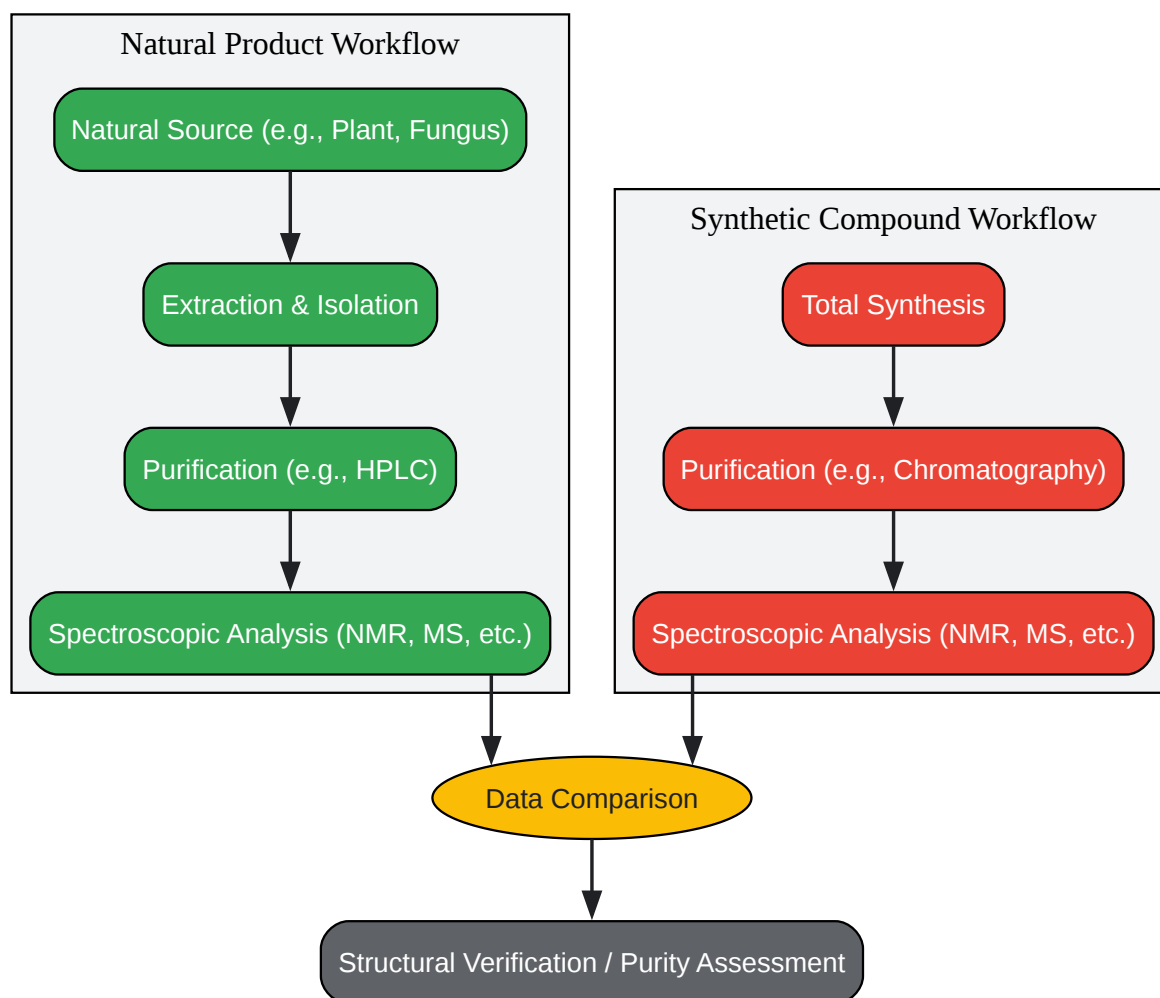 Natural Product Workflow
Natural Source (e.g., Plant, Fungus)
Extraction & Isolation
Purification (e.g., HPLC)
Spectroscopic Analysis (NMR, MS, etc.)
Synthetic Compound Workflow
Total Synthesis
Purification (e.g., Chromatography)
Spectroscopic Analysis (NMR, MS, etc.)
Data Comparison
Structural Verification / Purity Assessment